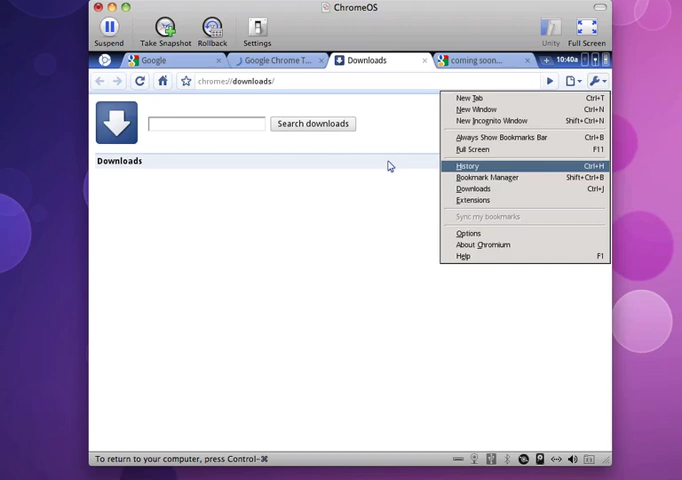 ChromeOS
Suspend
Take Snapshot
Rollback
Settings
Unity
Full Screen
Google
Google Chrome T...
Downloads
coming soon...
10:40a
chrome://downloads/
Search downloads
Downloads
New Tab Ctrl+T
New Window Ctrl+N
New Incognito Window Shift+Ctrl+N
Always Show Bookmarks Bar Ctrl+B
Full Screen F11
History Ctrl+H
Bookmark Manager Shift+Ctrl+B
Downloads Ctrl+J
Extensions
Sync my bookmarks
Options
About Chromium
Help F1
To return to your computer, press Control-⌘